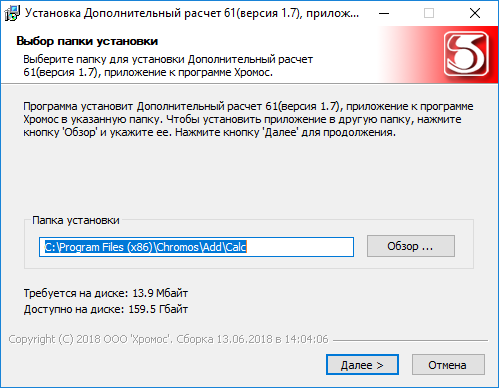 Установка Дополнительный расчет 61(версия 1.7), прилож...
Выбор папки установки
Выберите папку для установки Дополнительный расчет
61(версия 1.7), приложение к программе Хромос.
Программа установит Дополнительный расчет 61(версия 1.7), приложение к программе
Хромос в указанную папку. Чтобы установить приложение в другую папку, нажмите
кнопку 'Обзор' и укажите ее. Нажмите кнопку 'Далее' для продолжения.
Папка установки
C:\Program Files (x86)\Chromos\Add\Calc
Обзор ...
Требуется на диске: 13.9 Мбайт
Доступно на диске: 159.5 Гбайт
Copyright (C) 2018 ООО 'Хромос'. Сборка 13.06.2018 в 14:04:06
Далее >
Отмена